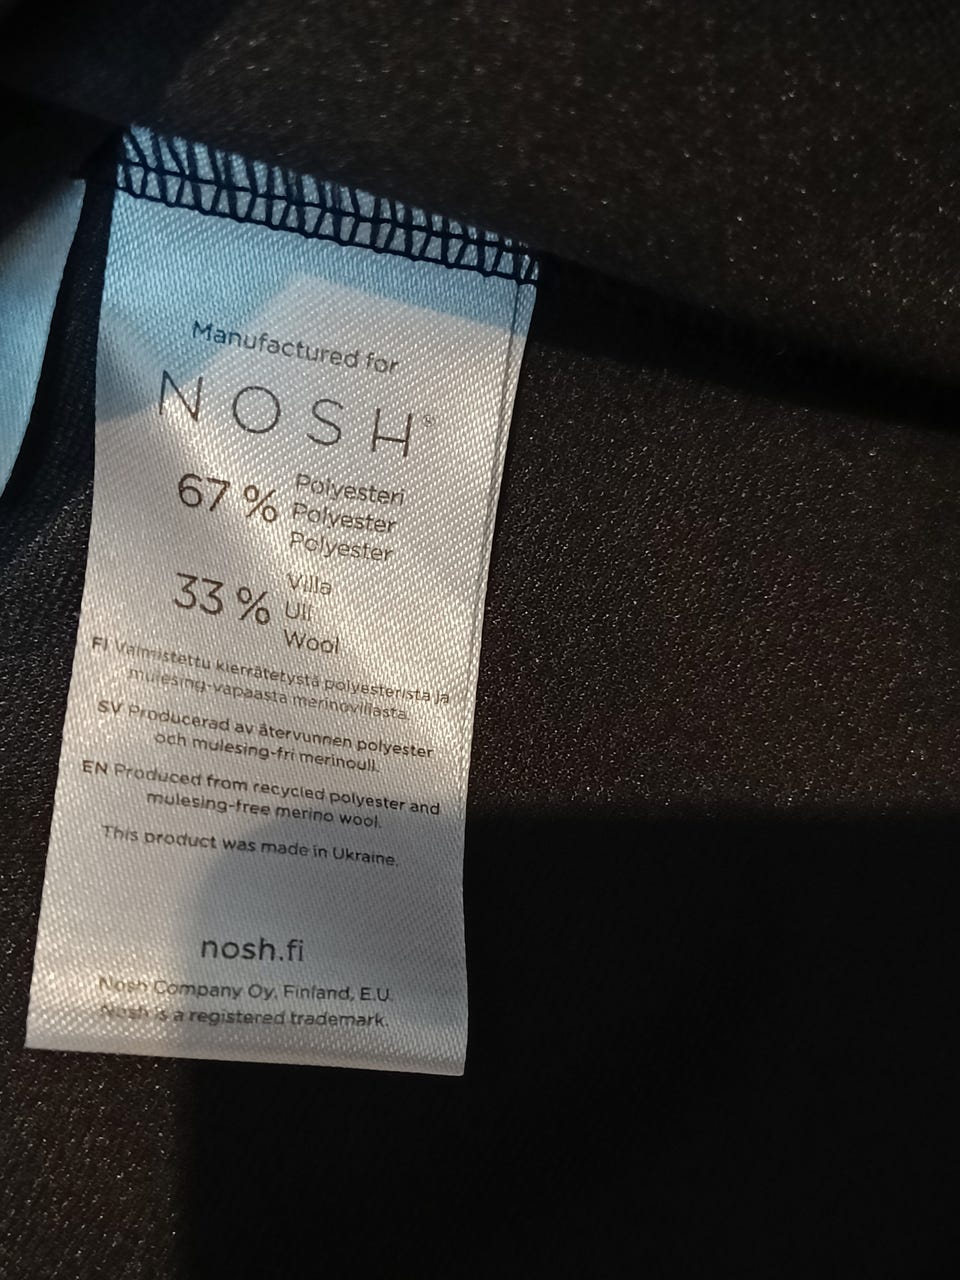 Manufactured for
NOSH®
67 % Polyesteri
Polyester
Polyester
33 % Villa
Ull
Wool
FI Valmistettu kierrätetystä polyesteristä ja
mulesing-vapaasta merinovillasta.
SV Producerad av återvunnen polyester
och mulesing-fri merinoull.
EN Produced from recycled polyester and
mulesing-free merino wool.
This product was made in Ukraine.
nosh.fi
Nosh Company Oy, Finland, E.U.
Nosh is a registered trademark.